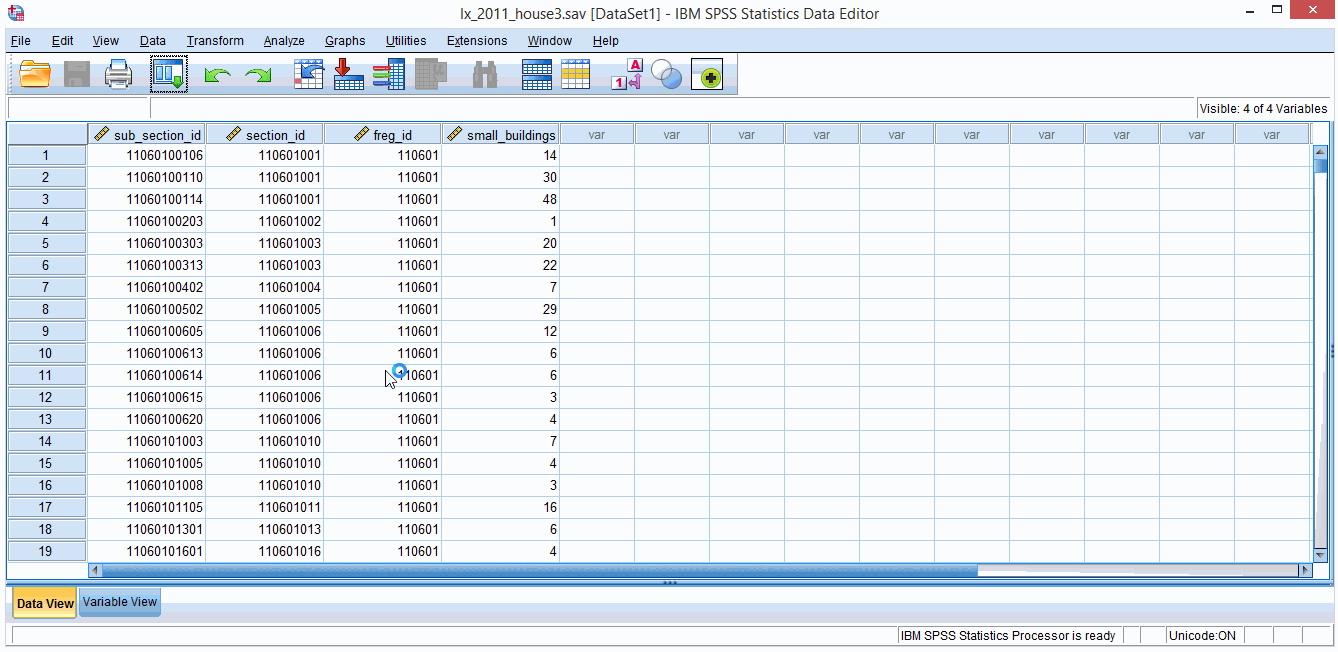 lx_2011_house3.sav [DataSet1] - IBM SPSS Statistics Data Editor
File Edit View Data Transform Analyze Graphs Utilities Extensions Window Help
A
1
Visible: 4 of 4 Variables
sub_section_id section_id freg_id small_buildings var var var var var var var var var var
1 11060100106 110601001 110601 14
2 11060100110 110601001 110601 30
3 11060100114 110601001 110601 48
4 11060100203 110601002 110601 1
5 11060100303 110601003 110601 20
6 11060100313 110601003 110601 22
7 11060100402 110601004 110601 7
8 11060100502 110601005 110601 29
9 11060100605 110601006 110601 12
10 11060100613 110601006 110601 6
11 11060100614 110601006 110601 6
12 11060100615 110601006 110601 3
13 11060100620 110601006 110601 4
14 11060101003 110601010 110601 7
15 11060101005 110601010 110601 4
16 11060101008 110601010 110601 3
17 11060101105 110601011 110601 16
18 11060101301 110601013 110601 6
19 11060101601 110601016 110601 4
Data View Variable View
IBM SPSS Statistics Processor is ready Unicode:ON